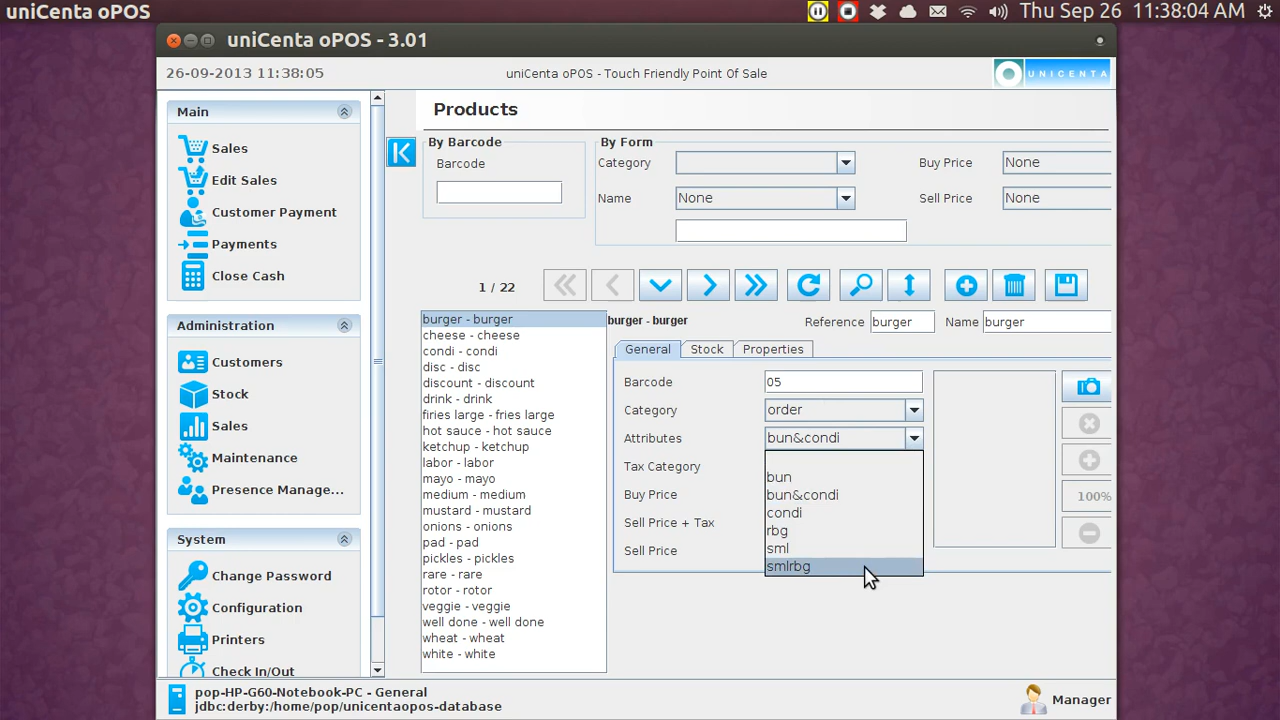 uniCenta oPOS
Thu Sep 26 11:38:04 AM
uniCenta oPOS - 3.01
26-09-2013 11:38:05
uniCenta oPOS - Touch Friendly Point Of Sale
UNICENTA
Main
Sales
Edit Sales
Customer Payment
Payments
Close Cash
Administration
Customers
Stock
Sales
Maintenance
Presence Manage...
System
Change Password
Configuration
Printers
Check In/Out
Products
By Barcode
Barcode
By Form
Category
Buy Price
None
Name
None
Sell Price
None
1 / 22
burger - burger
cheese - cheese
condi - condi
disc - disc
discount - discount
drink - drink
fries large - fries large
hot sauce - hot sauce
ketchup - ketchup
labor - labor
mayo - mayo
medium - medium
mustard - mustard
onions - onions
pad - pad
pickles - pickles
rare - rare
rotor - rotor
veggie - veggie
well done - well done
wheat - wheat
white - white
burger - burger
Reference
burger
Name
burger
General
Stock
Properties
Barcode
05
Category
order
Attributes
bun&condi
Tax Category
Buy Price
Sell Price + Tax
Sell Price
bun
bun&condi
condi
rbg
sml
smlrbg
100%
pop-HP-G60-Notebook-PC - General
jdbc:derby:/home/pop/unicentaopos-database
Manager